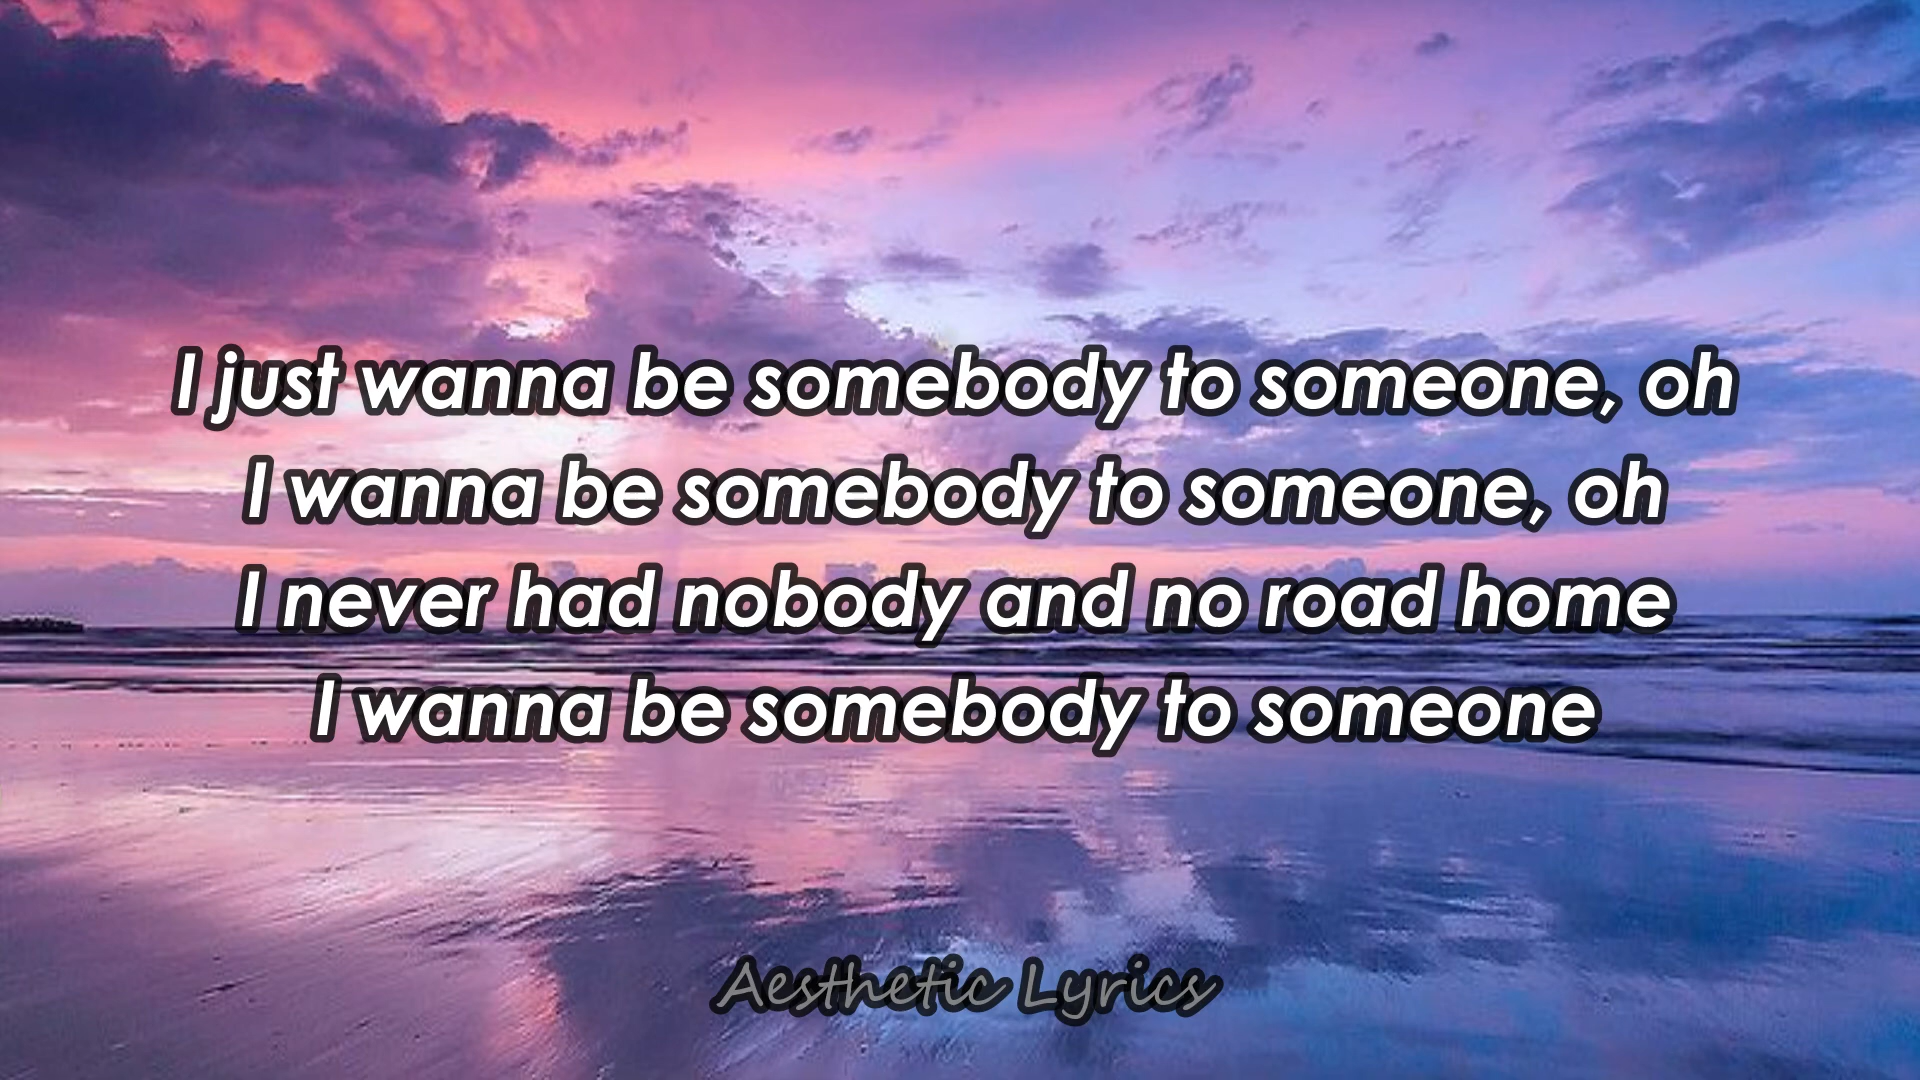 I just wanna be somebody to someone, oh
I wanna be somebody to someone, oh
I never had nobody and no road home
I wanna be somebody to someone
Aesthetic Lyrics